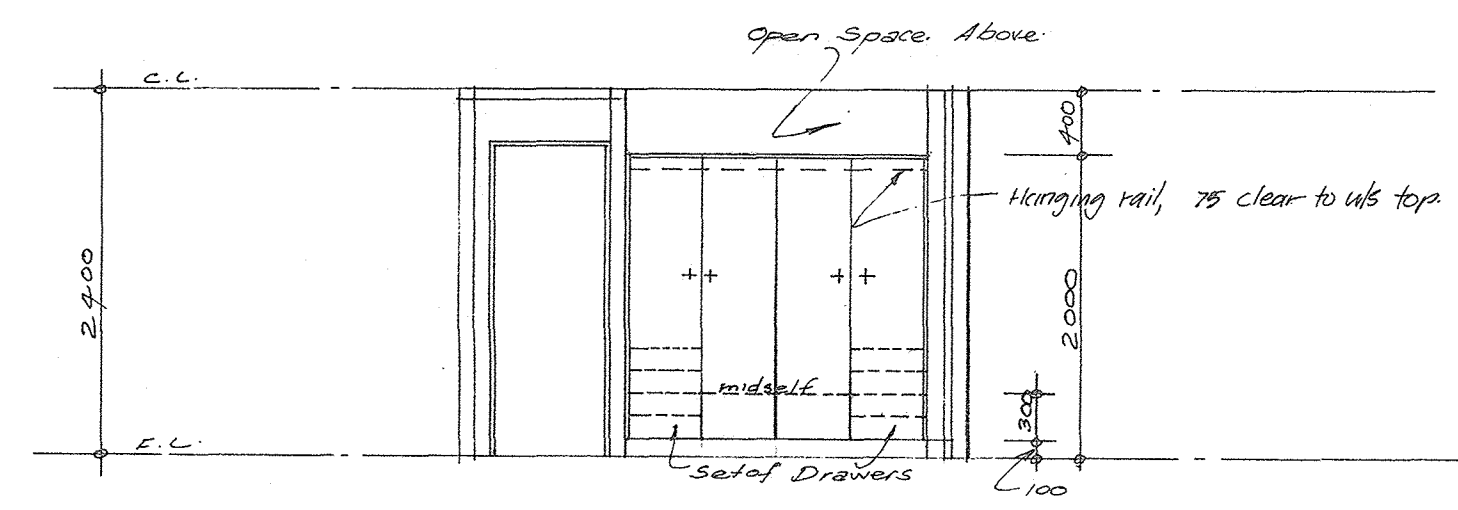 Open Space. Above.
C.L.
400
Hanging rail, 75 clear to u/s top.
2400
2000
midself
300
F.L.
Set of Drawers
100